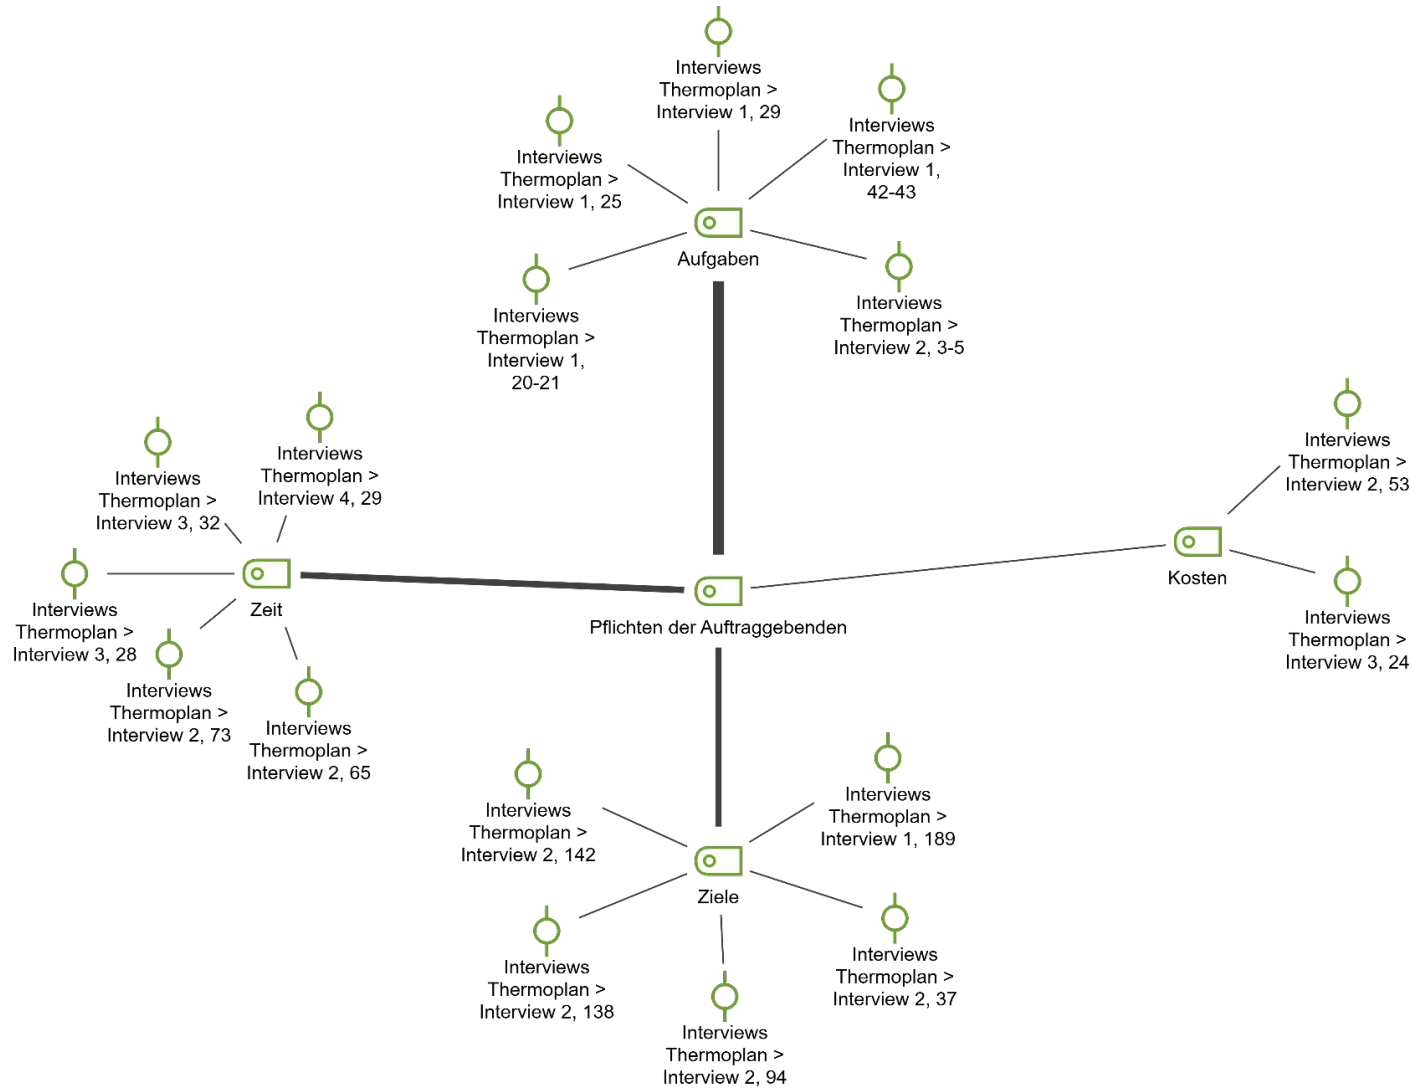 Interviews
Thermoplan >
Interview 1, 29
Interviews
Thermoplan >
Interview 1,
42-43
Interviews
Thermoplan >
Interview 1, 25
Aufgaben
Interviews
Thermoplan >
Interview 1,
20-21
Interviews
Thermoplan >
Interview 2, 3-5
Interviews
Thermoplan >
Interview 4, 29
Interviews
Thermoplan >
Interview 3, 32
Interviews
Thermoplan >
Interview 3, 28
Zeit
Interviews
Thermoplan >
Interview 2, 73
Interviews
Thermoplan >
Interview 2, 65
Pflichten der Auftraggebenden
Interviews
Thermoplan >
Interview 2, 53
Kosten
Interviews
Thermoplan >
Interview 3, 24
Interviews
Thermoplan >
Interview 2, 142
Interviews
Thermoplan >
Interview 1, 189
Ziele
Interviews
Thermoplan >
Interview 2, 138
Interviews
Thermoplan >
Interview 2, 37
Interviews
Thermoplan >
Interview 2, 94